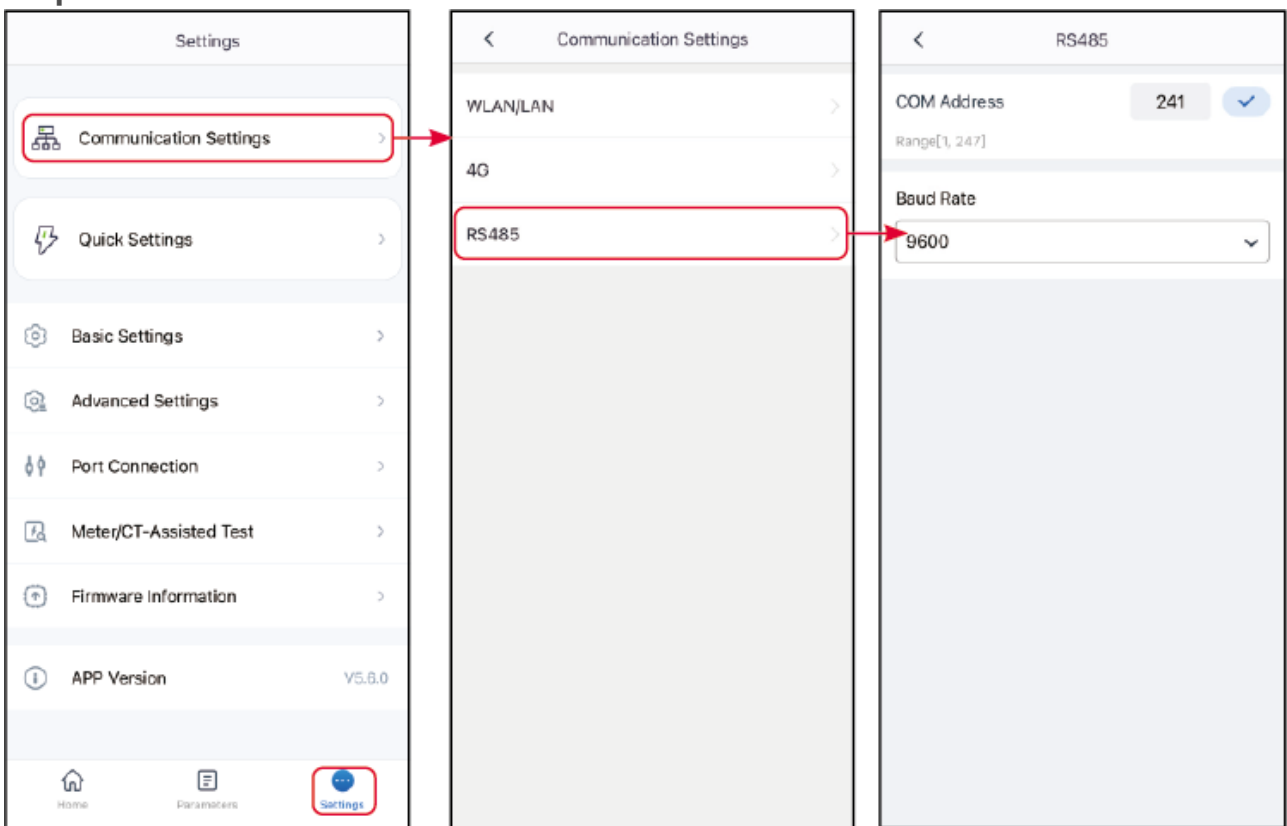 Settings
Communication Settings
Quick Settings
Basic Settings
Advanced Settings
Port Connection
Meter/CT-Assisted Test
Firmware Information
APP Version V5.6.0
Home Parameters Settings
Communication Settings
WLAN/LAN
4G
RS485
RS485
COM Address 241
Range[1, 247]
Baud Rate
9600